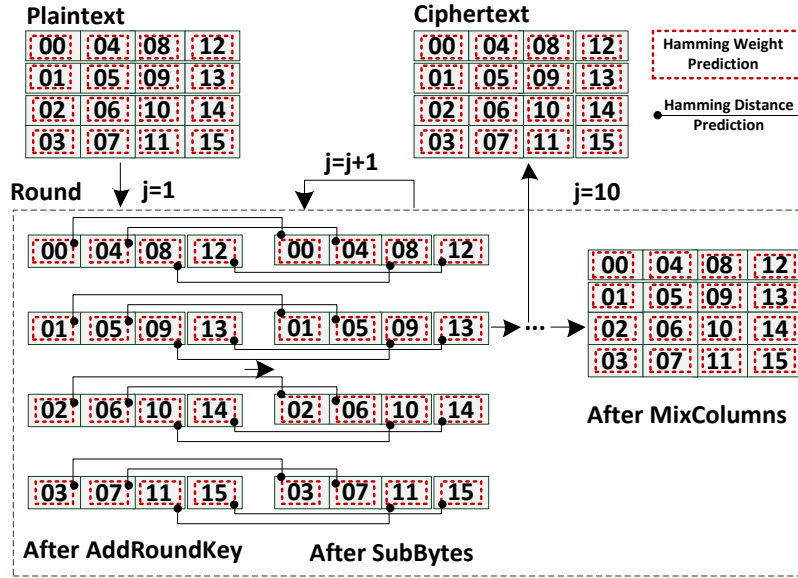 Plaintext
Ciphertext
00 04 08 12
01 05 09 13
02 06 10 14
03 07 11 15
00 04 08 12
01 05 09 13
02 06 10 14
03 07 11 15
Hamming Weight
Prediction
Hamming Distance
Prediction
Round
j=1
j=j+1
j=10
00 04 08 12 00 04 08 12
01 05 09 13 01 05 09 13
02 06 10 14 02 06 10 14
03 07 11 15 03 07 11 15
...
00 04 08 12
01 05 09 13
02 06 10 14
03 07 11 15
After MixColumns
After AddRoundKey
After SubBytes